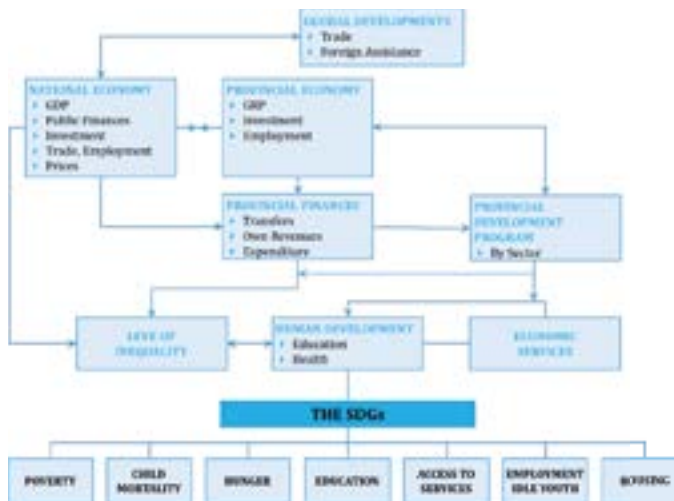 GLOBAL DEVELOPMENTS
Trade
Foreign Assistance
NATIONAL ECONOMY
GDP
Public Finances
Investment
Trade, Employment
Prices
PROVINCIAL ECONOMY
GRP
Investment
Employment
PROVINCIAL FINANCES
Transfers
Own Revenues
Expenditure
PROVINCIAL
DEVELOPMENT
PROGRAM
By Sector
LEVE OF
INEQUALITY
HUMAN DEVELOPMENT
Education
Health
ECONOMIC
SERVICES
THE SDGs
POVERTY
CHILD
MORTALITY
HUNGER
EDUCATION
ACCESS TO
SERVICES
EMPLOYMENT
IDLE YOUTH
HOUSING